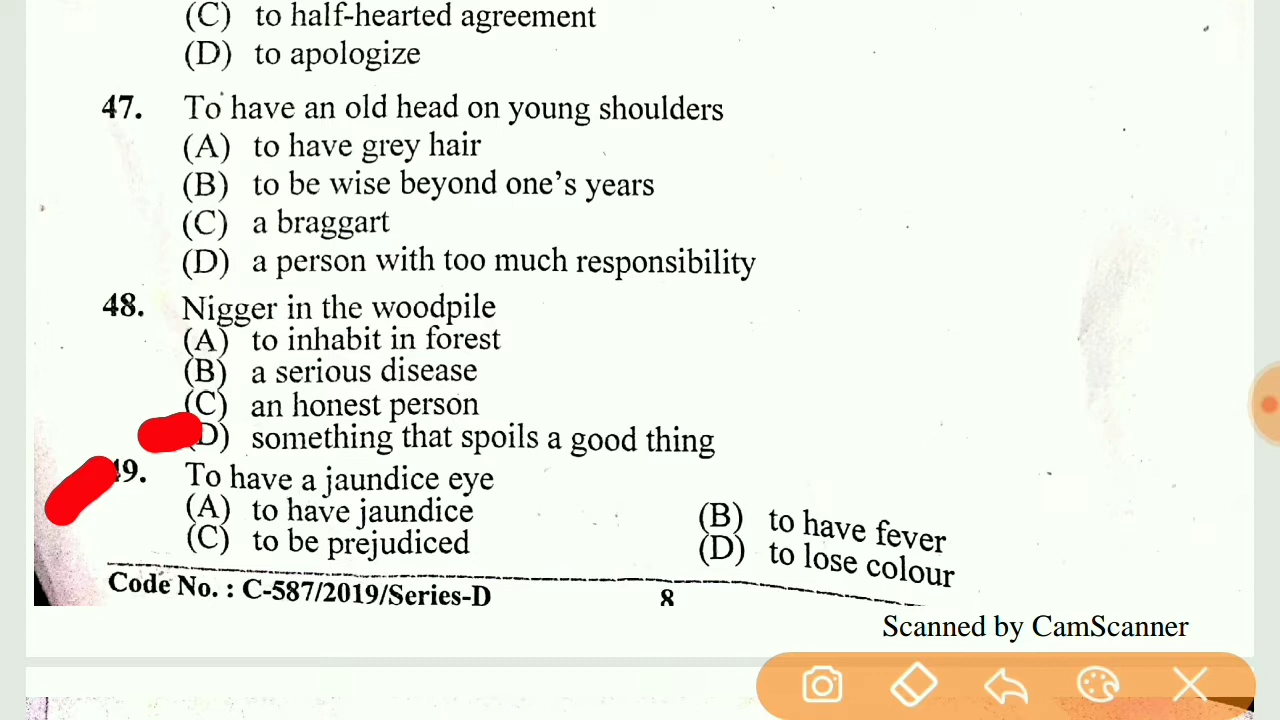 (C) to half-hearted agreement
(D) to apologize
47. To have an old head on young shoulders
(A) to have grey hair
(B) to be wise beyond one's years
(C) a braggart
(D) a person with too much responsibility
48. Nigger in the woodpile
(A) to inhabit in forest
(B) a serious disease
(C) an honest person
D) something that spoils a good thing
49. To have a jaundice eye
(A) to have jaundice (B) to have fever
(C) to be prejudiced (D) to lose colour
Code No. : C-587/2019/Series-D 8
Scanned by CamScanner